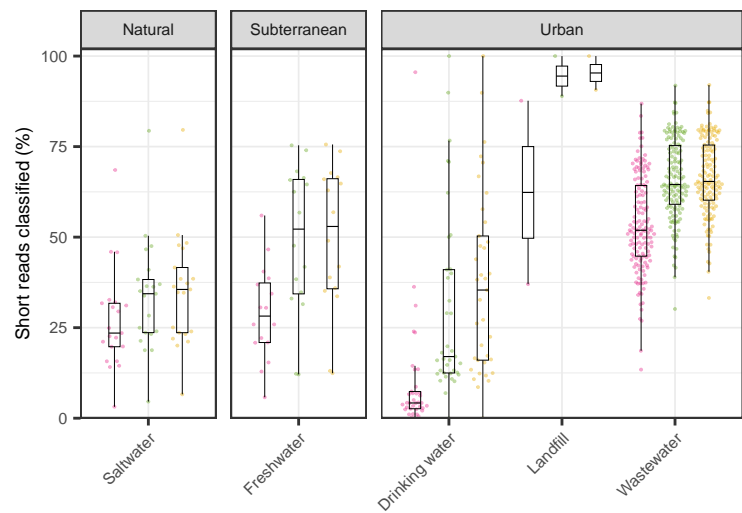 Natural
Subterranean
Urban
Short reads classified (%)
100
75
50
25
0
Saltwater
Freshwater
Drinking water
Landfill
Wastewater